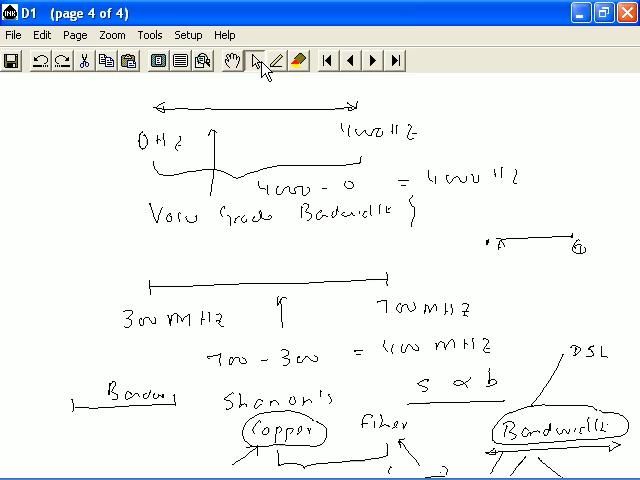 D1 (page 4 of 4)
File Edit Page Zoom Tools Setup Help
0 Hz 4000 Hz
4000 - 0 = 4000 Hz
Voice Grade Bandwidth
A
300 MHz 700 MHz
700 - 300 = 400 MHz
DSL
s ∝ b
Shanon's
Copper Fiber Bandwidth